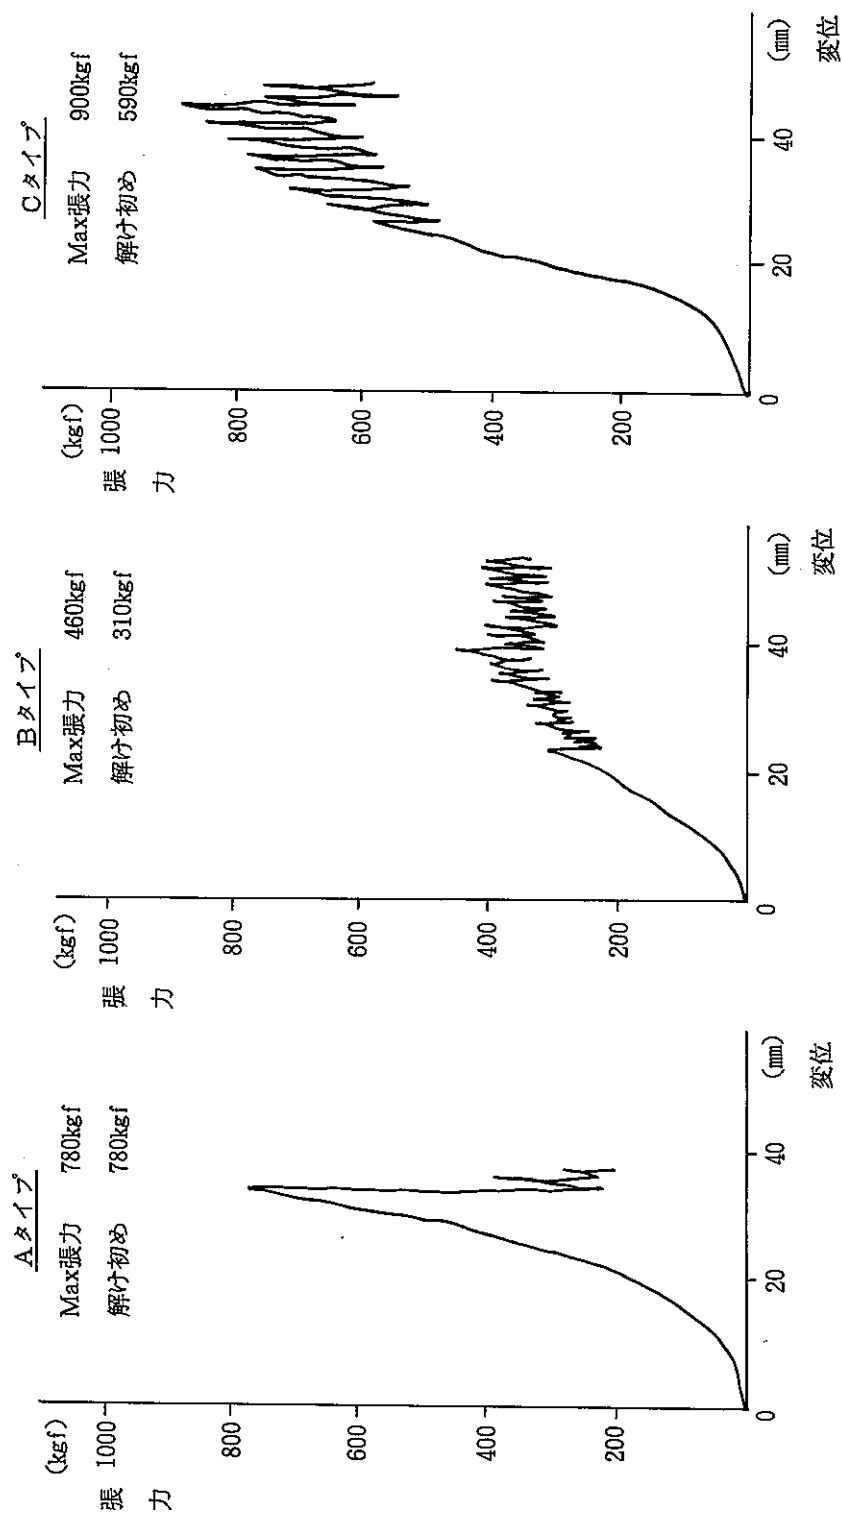 Aタイプ
Max張力 780kgf
解け初め 780kgf
(kgf)
張 1000
力
800
600
400
200
0
20
40
(mm)
変位
Bタイプ
Max張力 460kgf
解け初め 310kgf
(kgf)
張 1000
力
800
600
400
200
0
20
40
(mm)
変位
Cタイプ
Max張力 900kgf
解け初め 590kgf
(kgf)
張 1000
力
800
600
400
200
0
20
40
(mm)
変位